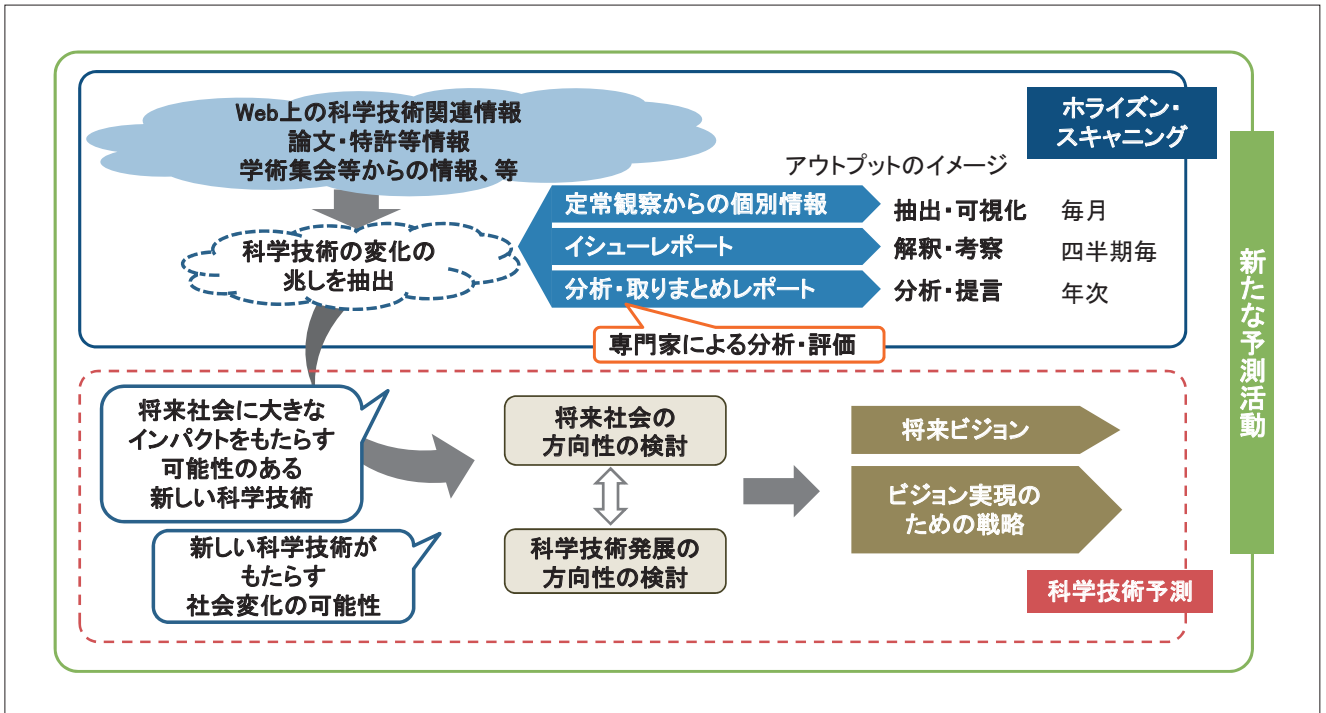 Web上の科学技術関連情報
論文・特許等情報
学術集会等からの情報、等
ホライズン・
スキャニング
アウトプットのイメージ
科学技術の変化の
兆しを抽出
定常観察からの個別情報
抽出・可視化
毎月
イシューレポート
解釈・考察
四半期毎
分析・取りまとめレポート
分析・提言
年次
専門家による分析・評価
新たな予測活動
将来社会に大きな
インパクトをもたらす
可能性のある
新しい科学技術
新しい科学技術が
もたらす
社会変化の可能性
将来社会の
方向性の検討
科学技術発展の
方向性の検討
将来ビジョン
ビジョン実現の
ための戦略
科学技術予測